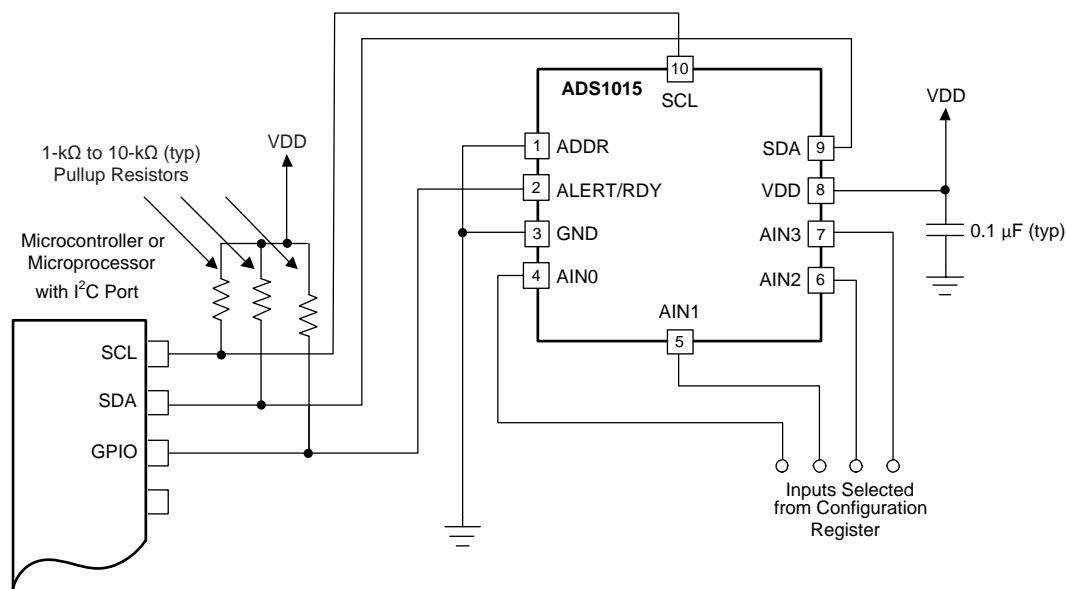 10
ADS1015
SCL
VDD
VDD
1-kΩ to 10-kΩ (typ)
Pullup Resistors
1
ADDR
SDA
9
2
ALERT/RDY
VDD
8
3
GND
AIN3
7
0.1 µF (typ)
Microcontroller or
Microprocessor
with I²C Port
4
AIN0
AIN2
6
AIN1
5
SCL
SDA
GPIO
Inputs Selected
from Configuration
Register